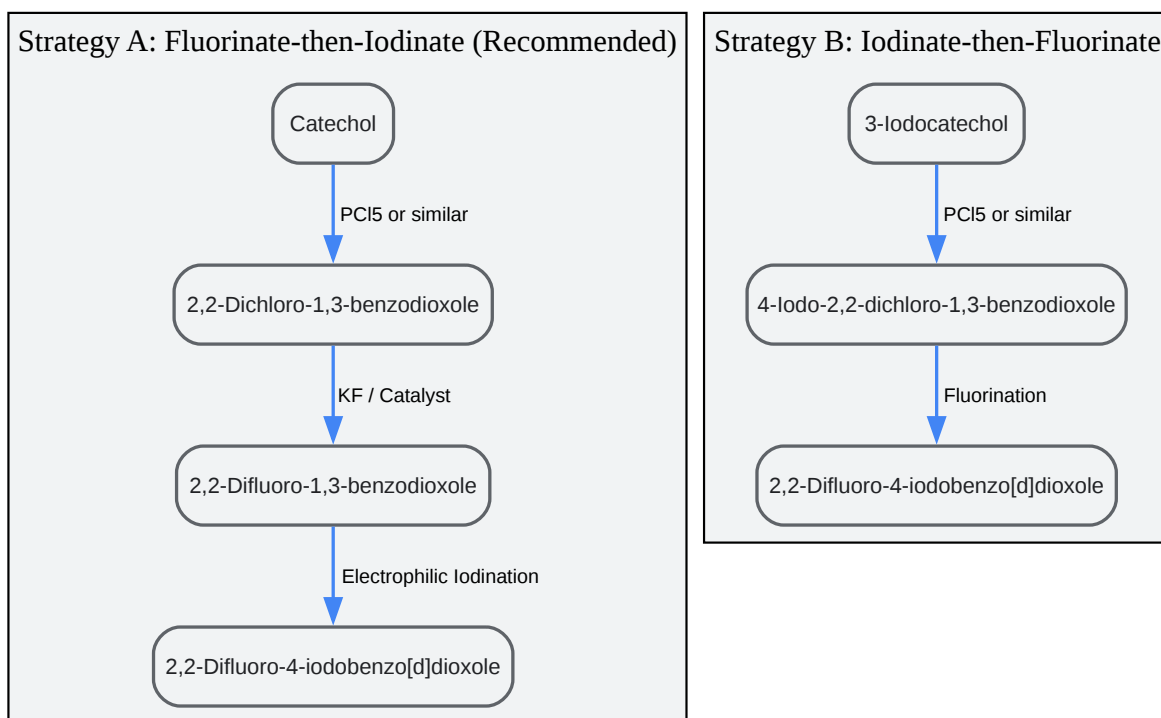 Strategy A: Fluorinate-then-Iodinate (Recommended)
Catechol
PCl5 or similar
2,2-Dichloro-1,3-benzodioxole
KF / Catalyst
2,2-Difluoro-1,3-benzodioxole
Electrophilic Iodination
2,2-Difluoro-4-iodobenzo[d]dioxole
Strategy B: Iodinate-then-Fluorinate
3-Iodocatechol
PCl5 or similar
4-Iodo-2,2-dichloro-1,3-benzodioxole
Fluorination
2,2-Difluoro-4-iodobenzo[d]dioxole